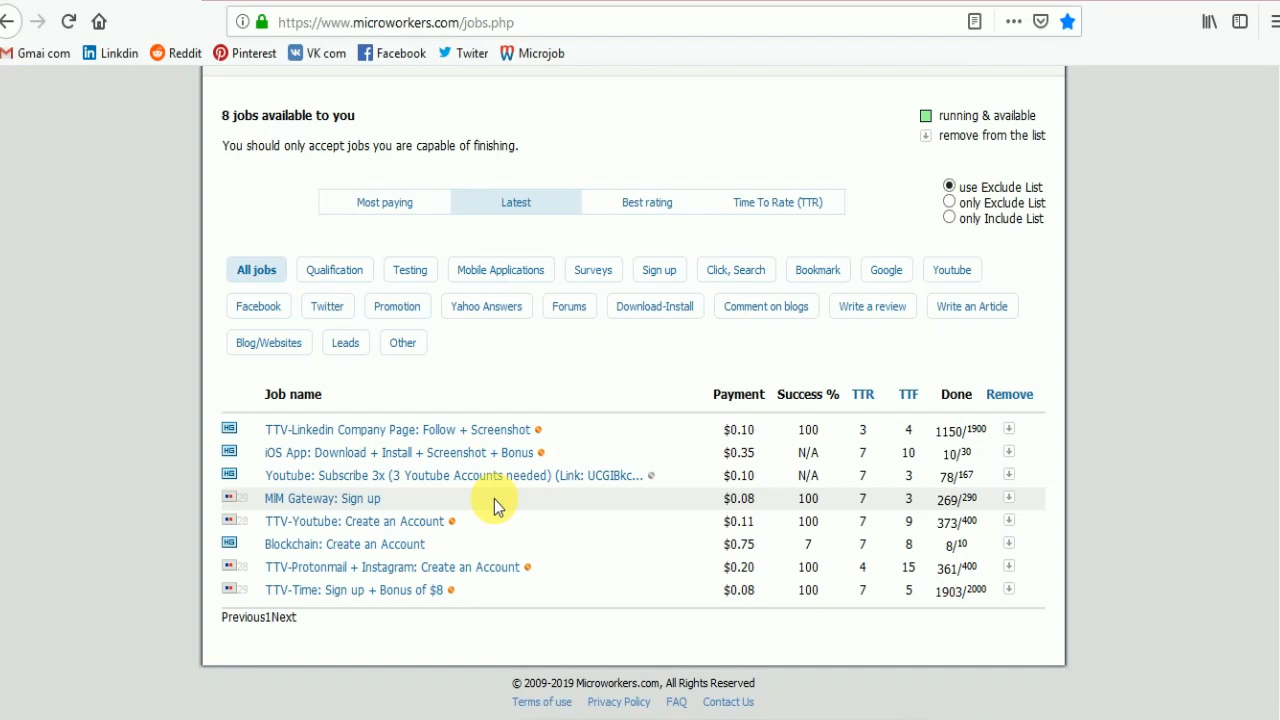 https://www.microworkers.com/jobs.php
Gmai com Linkdin Reddit Pinterest VK com Facebook Twiter Microjob
8 jobs available to you
running & available
remove from the list
You should only accept jobs you are capable of finishing.
use Exclude List
only Exclude List
only Include List
Most paying Latest Best rating Time To Rate (TTR)
All jobs Qualification Testing Mobile Applications Surveys Sign up Click, Search Bookmark Google Youtube
Facebook Twitter Promotion Yahoo Answers Forums Download-Install Comment on blogs Write a review Write an Article
Blog/Websites Leads Other
Job name Payment Success % TTR TTF Done Remove
HG TTV-Linkedin Company Page: Follow + Screenshot $0.10 100 3 4 1150/1900
HG iOS App: Download + Install + Screenshot + Bonus $0.35 N/A 7 10 10/30
HG Youtube: Subscribe 3x (3 Youtube Accounts needed) (Link: UCGIBkc... $0.10 N/A 7 3 78/167
29 MIM Gateway: Sign up $0.08 100 7 3 269/290
28 TTV-Youtube: Create an Account $0.11 100 7 9 373/400
HG Blockchain: Create an Account $0.75 7 7 8 8/10
28 TTV-Protonmail + Instagram: Create an Account $0.20 100 4 15 361/400
29 TTV-Time: Sign up + Bonus of $8 $0.08 100 7 5 1903/2000
Previous1Next
© 2009-2019 Microworkers.com, All Rights Reserved
Terms of use Privacy Policy FAQ Contact Us